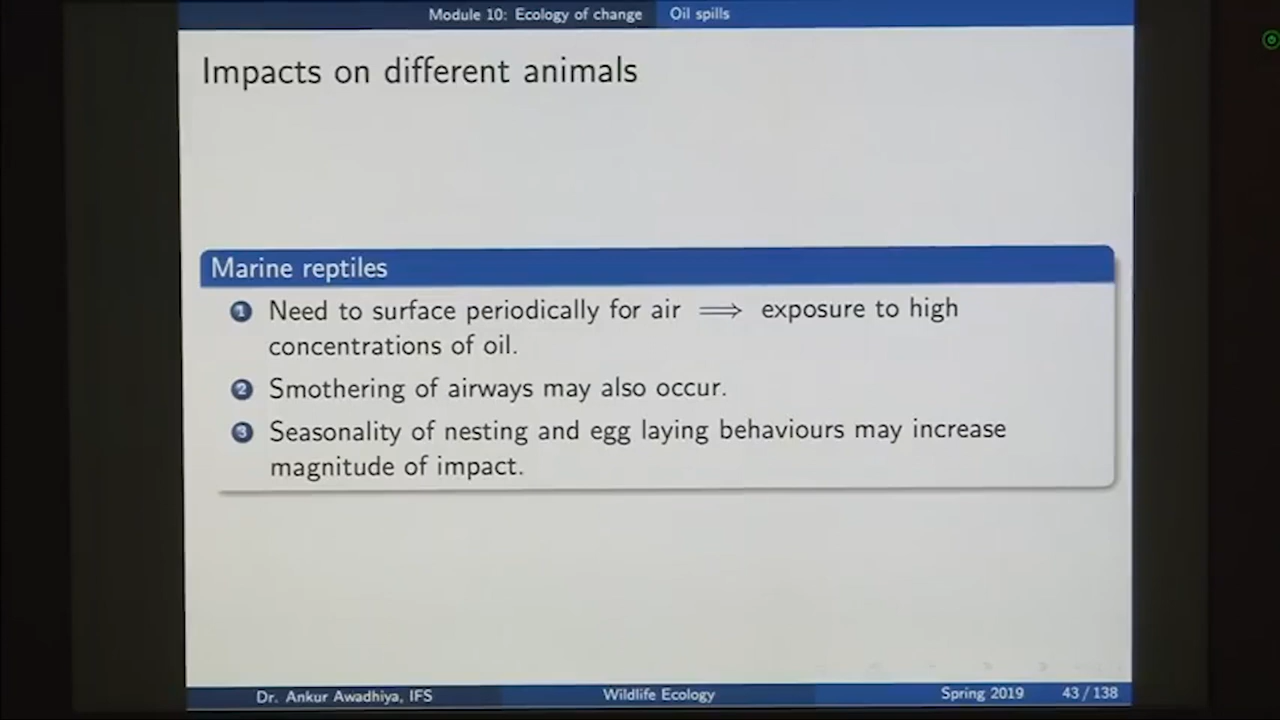 Module 10: Ecology of change Oil spills
Impacts on different animals
Marine reptiles
1 Need to surface periodically for air ⟹ exposure to high
concentrations of oil.
2 Smothering of airways may also occur.
3 Seasonality of nesting and egg laying behaviours may increase
magnitude of impact.
Dr. Ankur Awadhiya, IFS Wildlife Ecology Spring 2019 43 / 138